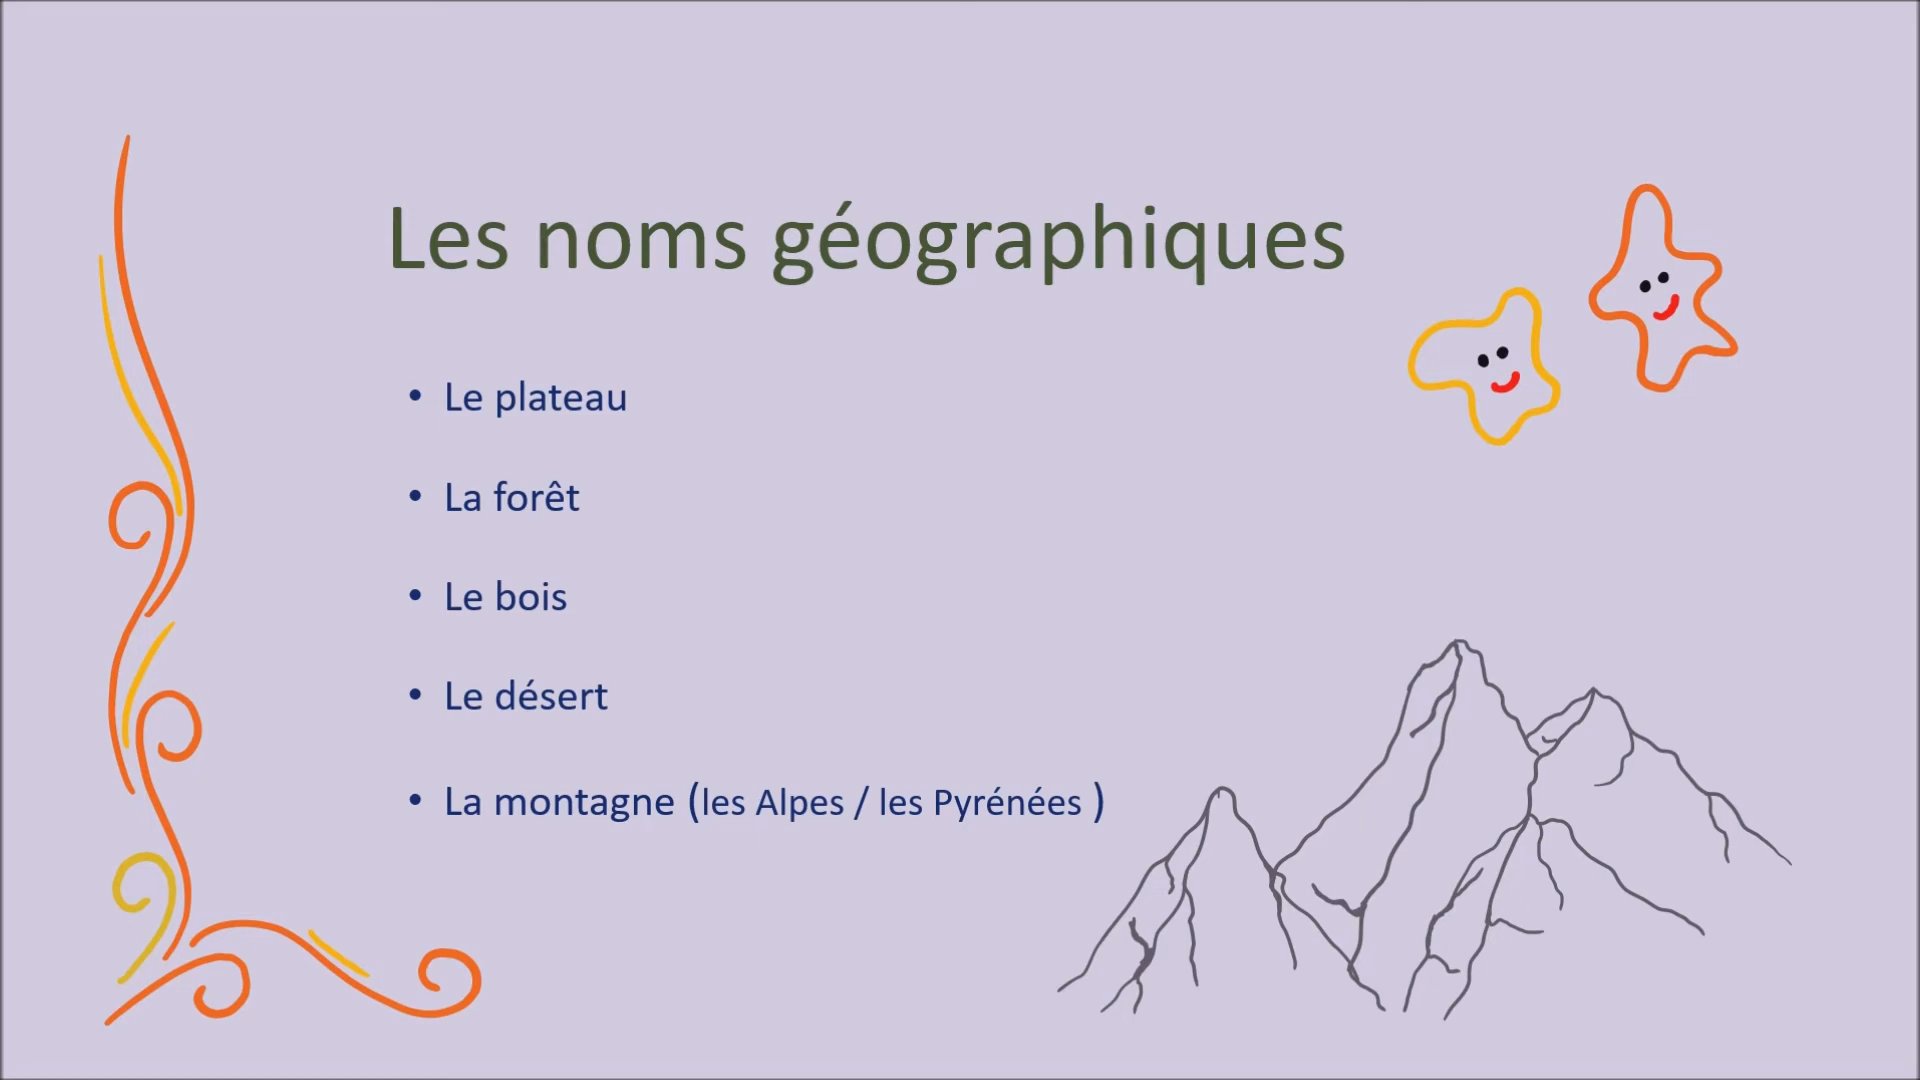 Les noms géographiques
• Le plateau
• La forêt
• Le bois
• Le désert
• La montagne (les Alpes / les Pyrénées )